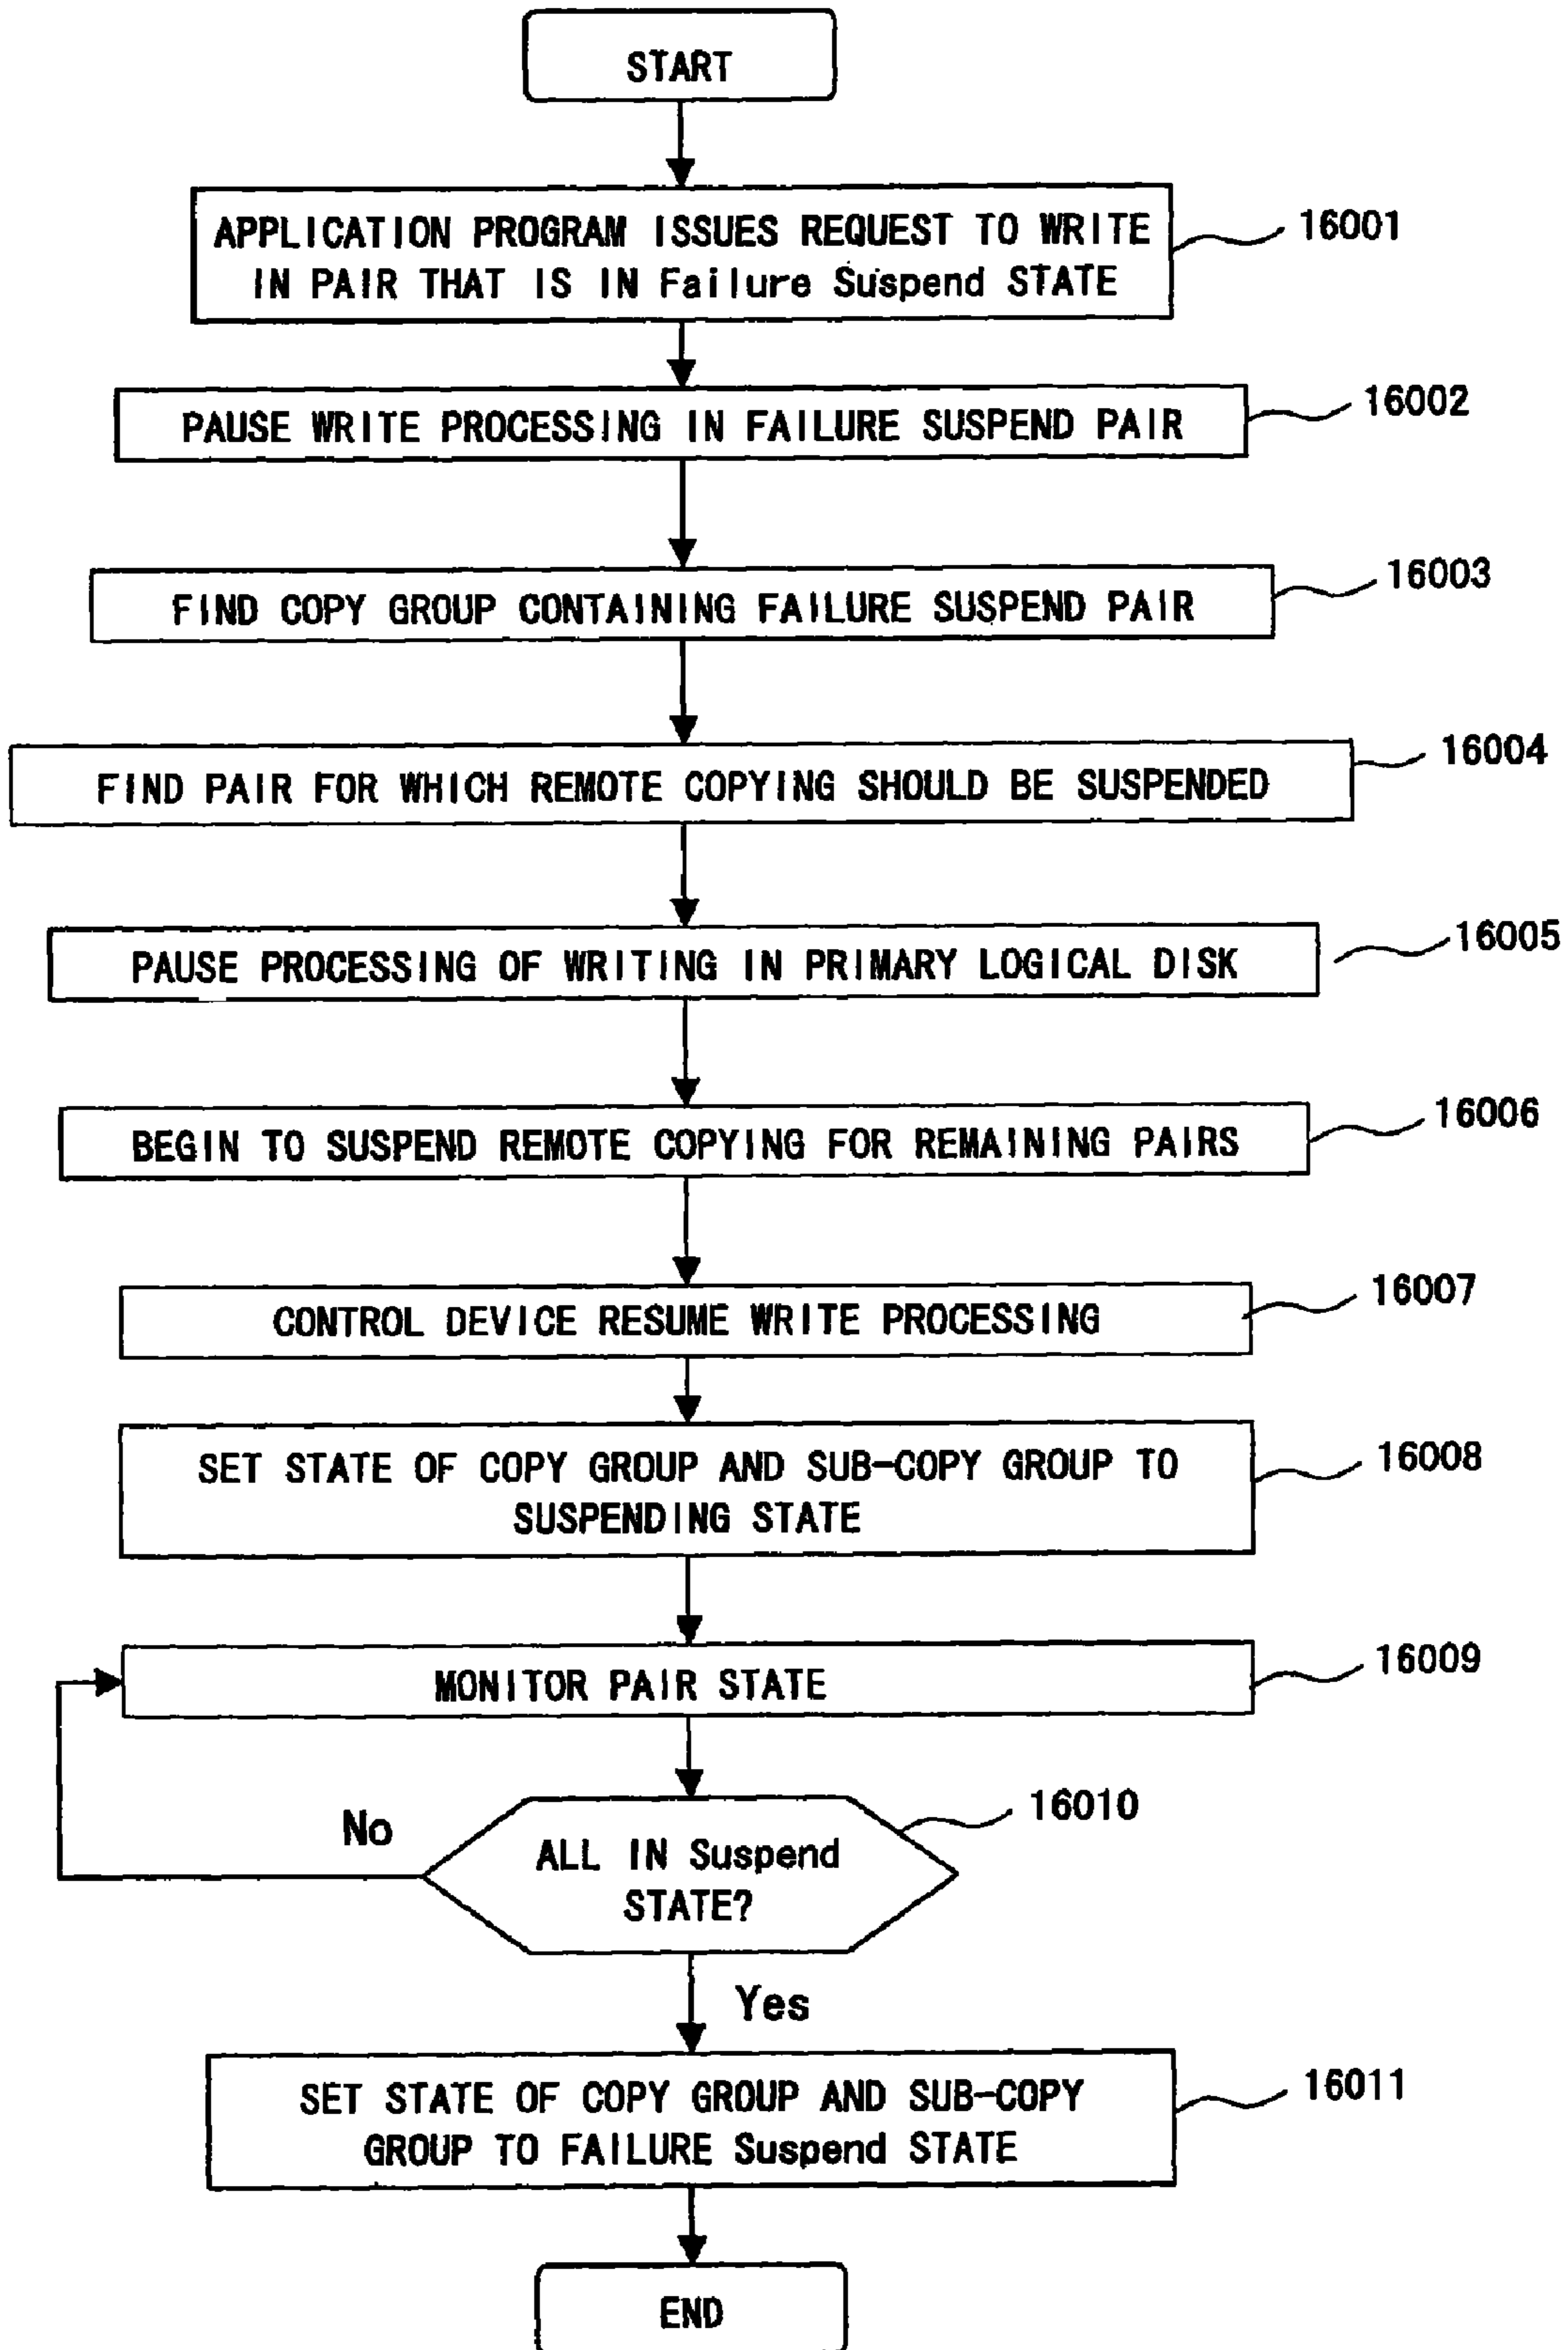 START
APPLICATION PROGRAM ISSUES REQUEST TO WRITE
IN PAIR THAT IS IN Failure Suspend STATE
16001
PAUSE WRITE PROCESSING IN FAILURE SUSPEND PAIR
16002
FIND COPY GROUP CONTAINING FAILURE SUSPEND PAIR
16003
FIND PAIR FOR WHICH REMOTE COPYING SHOULD BE SUSPENDED
16004
PAUSE PROCESSING OF WRITING IN PRIMARY LOGICAL DISK
16005
BEGIN TO SUSPEND REMOTE COPYING FOR REMAINING PAIRS
16006
CONTROL DEVICE RESUME WRITE PROCESSING
16007
SET STATE OF COPY GROUP AND SUB-COPY GROUP TO
SUSPENDING STATE
16008
MONITOR PAIR STATE
16009
No
ALL IN Suspend
STATE?
16010
Yes
SET STATE OF COPY GROUP AND SUB-COPY
GROUP TO FAILURE Suspend STATE
16011
END